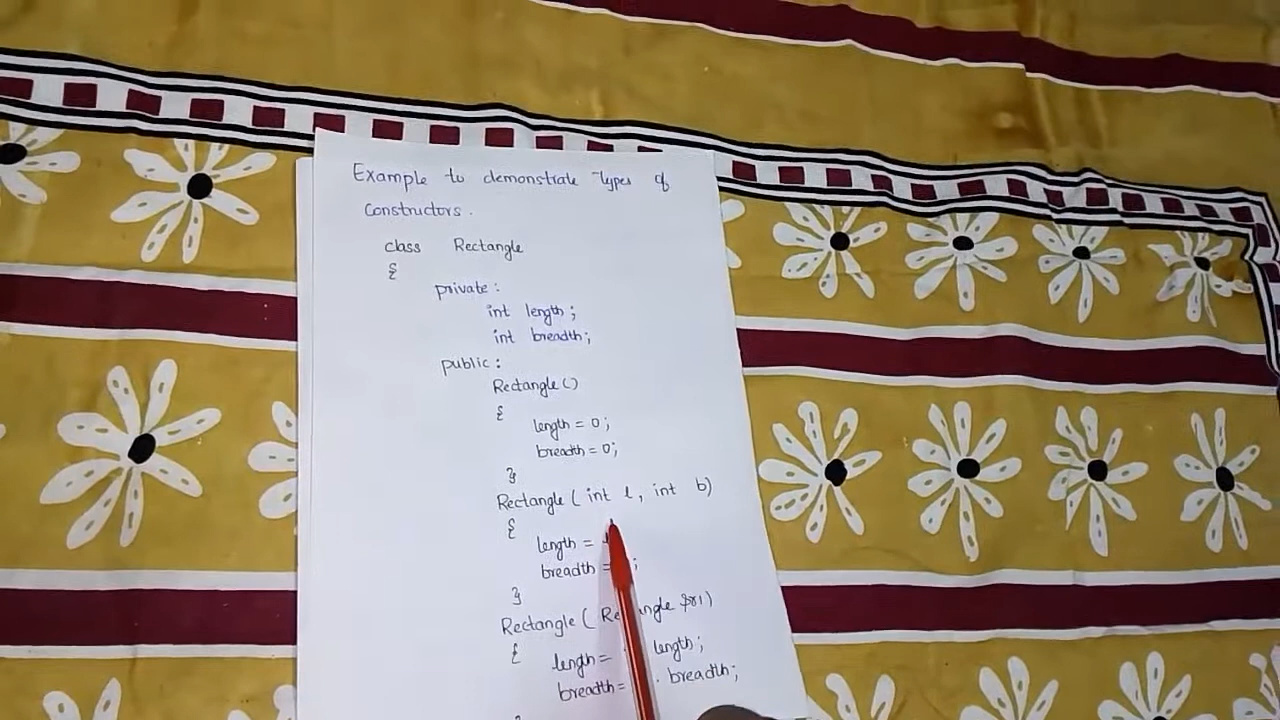 Example to demonstrate Types of
Constructors.
class Rectangle
{
private:
int length;
int breadth;
public:
Rectangle()
{
length = 0;
breadth = 0;
}
Rectangle (int l, int b)
{
length =
breadth = ;
}
Rectangle ( &r1)
{
length = length;
breadth = . breadth;